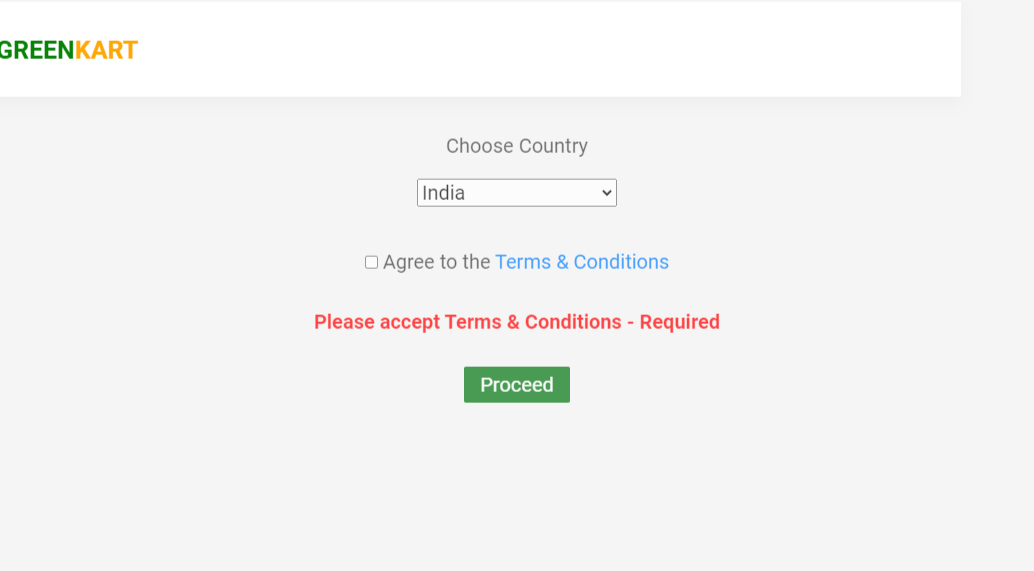 GREENKART
Choose Country
India
Agree to the Terms & Conditions
Please accept Terms & Conditions - Required
Proceed